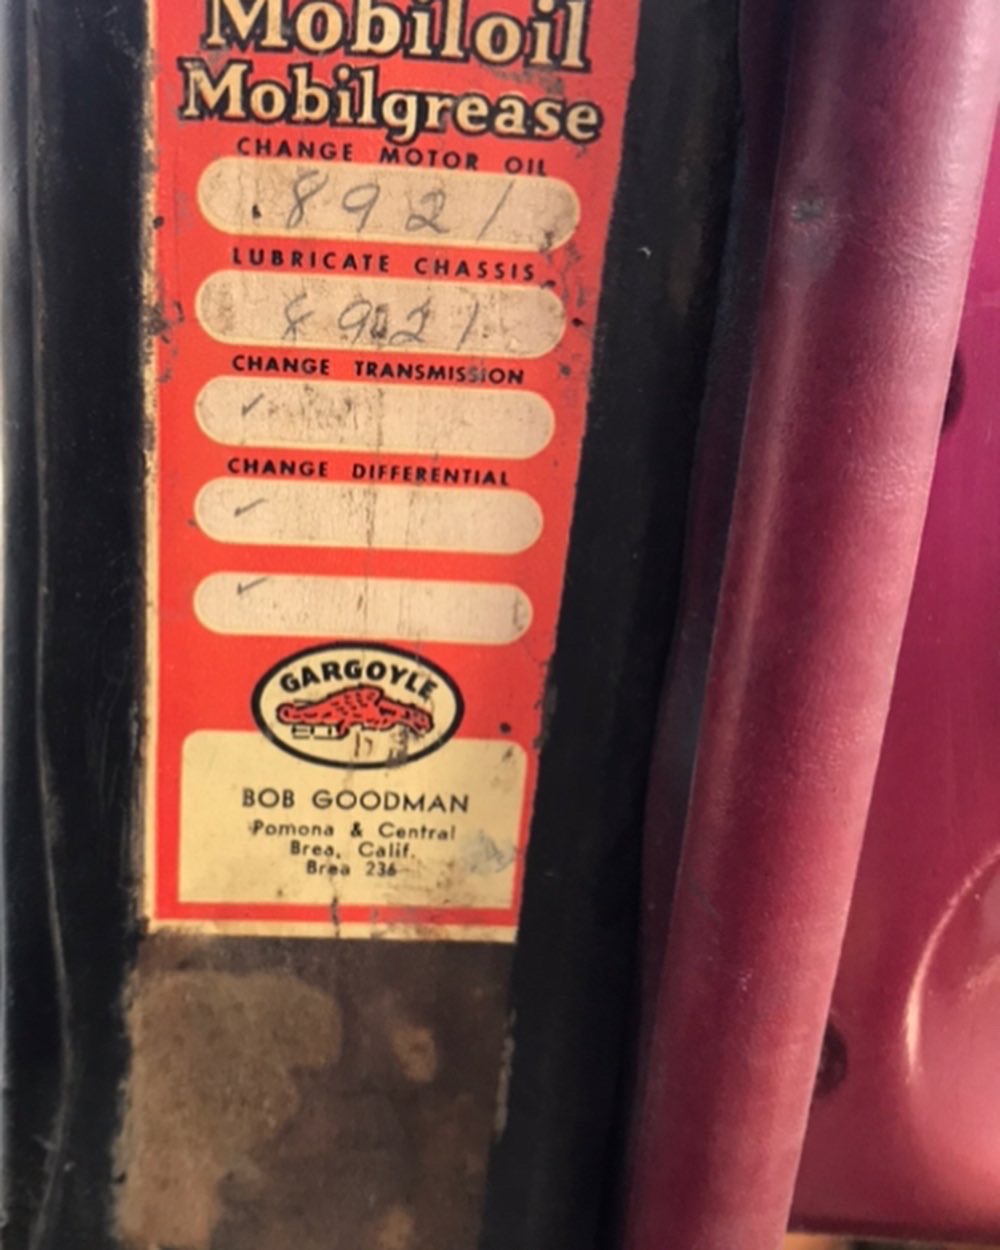 Mobiloil
Mobilgrease
CHANGE MOTOR OIL
8921
LUBRICATE CHASSIS
8921
CHANGE TRANSMISSION
✓
CHANGE DIFFERENTIAL
✓
✓
GARGOYLE
BOB GOODMAN
Pomona & Central
Brea, Calif.
Brea 236